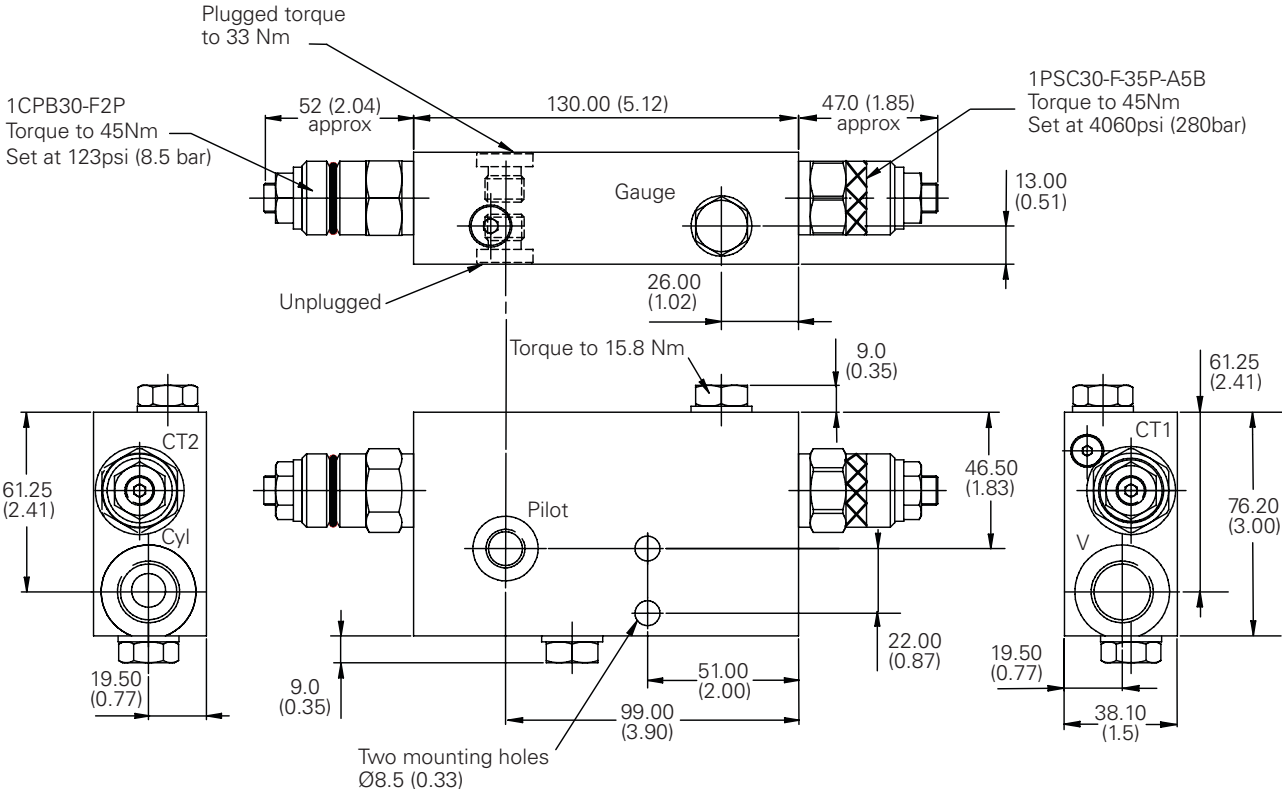 Plugged torque
to 33 Nm
1CPB30-F2P
Torque to 45Nm
Set at 123psi (8.5 bar)
52 (2.04)
approx
130.00 (5.12)
47.0 (1.85)
approx
1PSC30-F-35P-A5B
Torque to 45Nm
Set at 4060psi (280bar)
Gauge
13.00
(0.51)
Unplugged
26.00
(1.02)
Torque to 15.8 Nm
9.0
(0.35)
61.25
(2.41)
CT2
CT1
61.25
(2.41)
46.50
(1.83)
76.20
(3.00)
Pilot
Cyl
V
19.50
(0.77)
9.0
(0.35)
51.00
(2.00)
22.00
(0.87)
19.50
(0.77)
99.00
(3.90)
38.10
(1.5)
Two mounting holes
Ø8.5 (0.33)